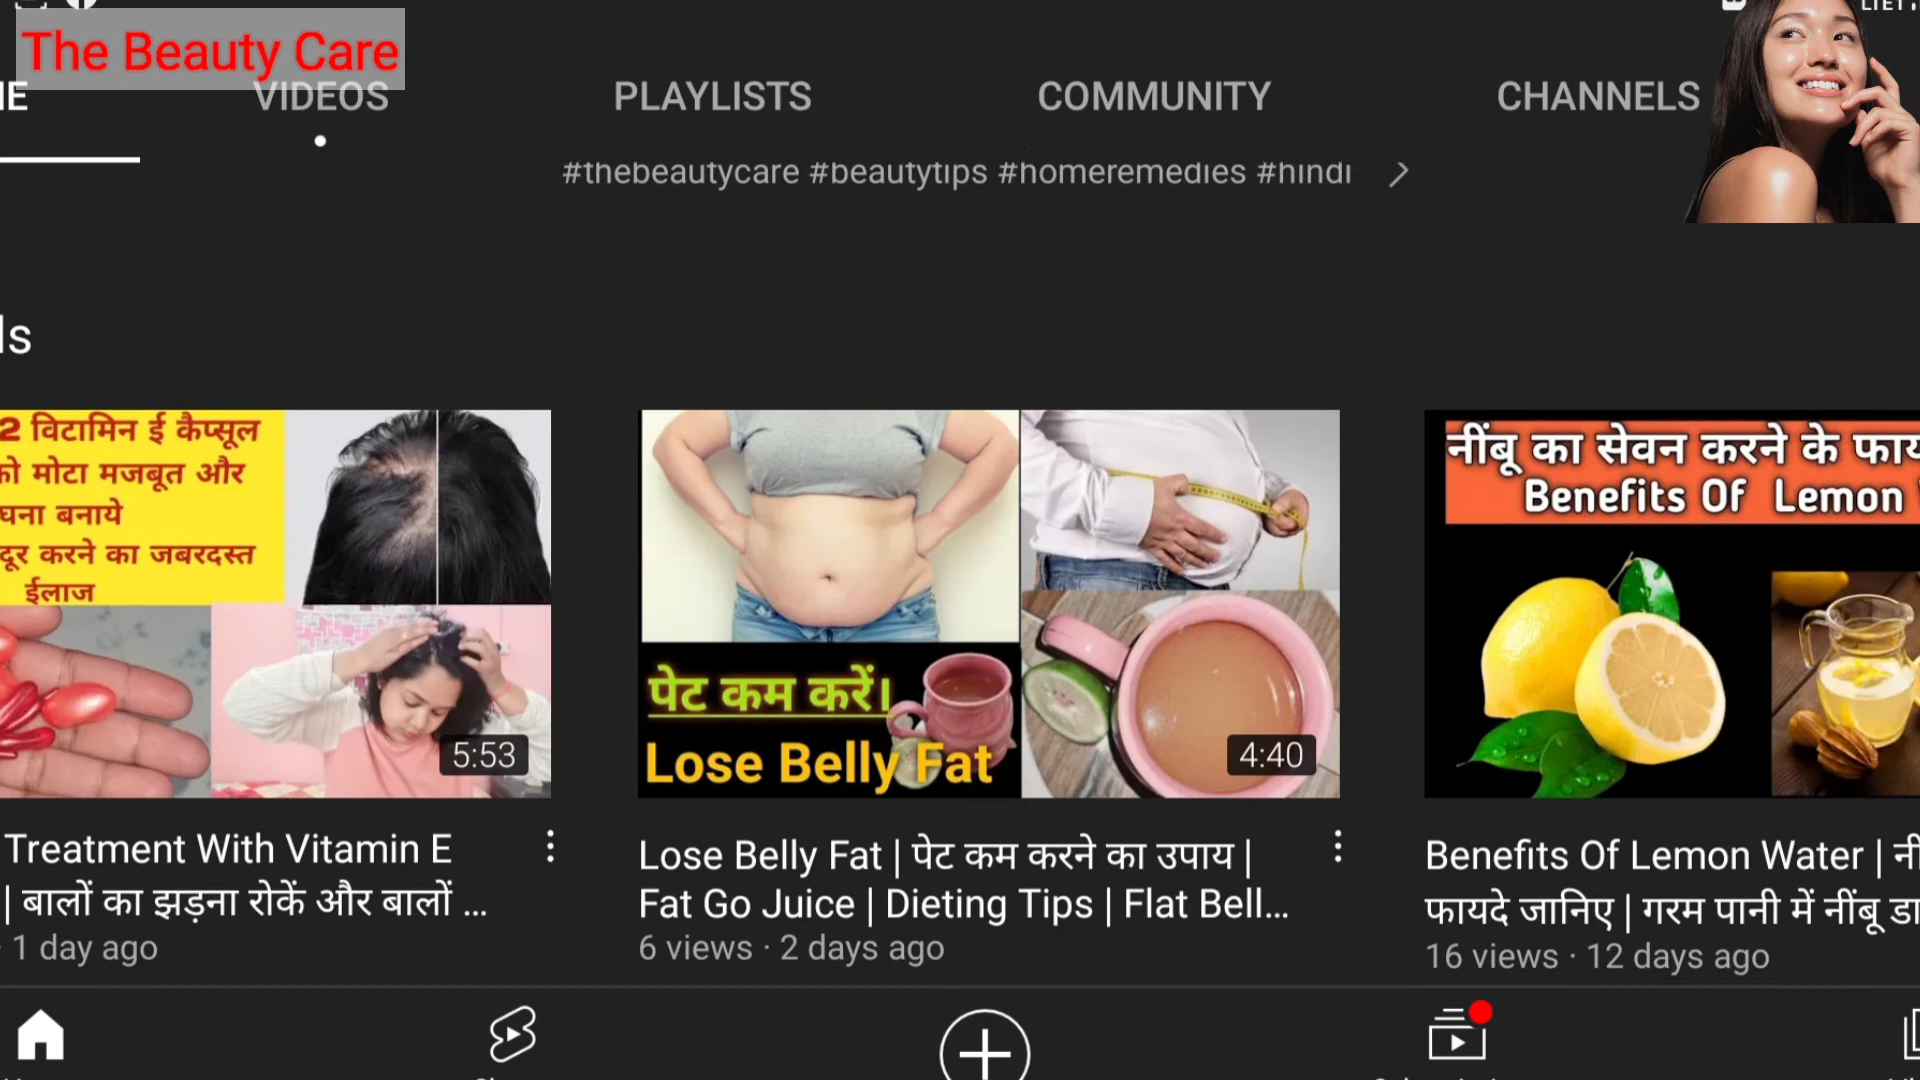 The Beauty Care
VIDEOS
PLAYLISTS
COMMUNITY
CHANNELS
#thebeautycare #beautytips #homeremedies #hindi
2 विटामिन ई कैप्सूल
को मोटा मजबूत और
घना बनाये
दूर करने का जबरदस्त
ईलाज
5:53
पेट कम करें।
Lose Belly Fat
4:40
नींबू का सेवन करने के
Benefits Of Lemon
Treatment With Vitamin E
| बालों का झड़ना रोकें और बालों ...
1 day ago
Lose Belly Fat | पेट कम करने का उपाय |
Fat Go Juice | Dieting Tips | Flat Bell...
6 views · 2 days ago
Benefits Of Lemon Water |
फायदे जानिए | गरम पानी में नींबू
16 views · 12 days ago